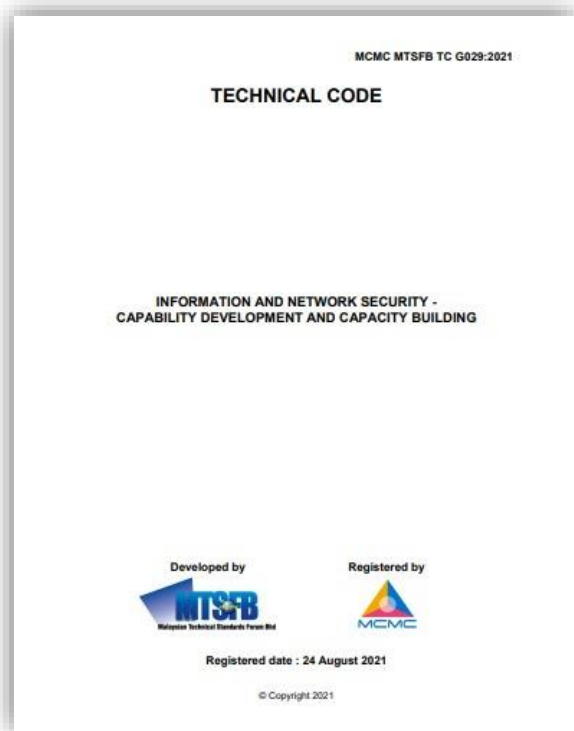 MCMC MTSFB TC G029:2021
TECHNICAL CODE
INFORMATION AND NETWORK SECURITY -
CAPABILITY DEVELOPMENT AND CAPACITY BUILDING
Developed by
Registered by
MTSFB
Malaysian Technical Standards Forum Bhd
MCMC
Registered date : 24 August 2021
© Copyright 2021